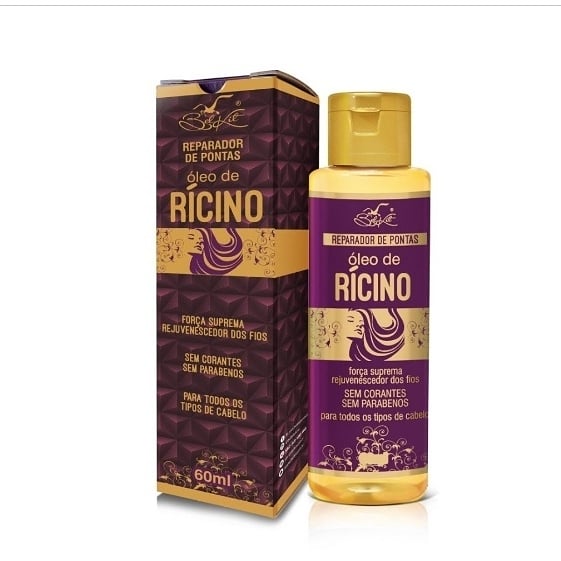 Belkit
REPARADOR
DE PONTAS
óleo de
RÍCINO
FORÇA SUPREMA
REJUVENESCEDOR DOS FIOS
SEM CORANTES
SEM PARABENOS
PARA TODOS OS
TIPOS DE CABELO
60ml
Belkit
REPARADOR DE PONTAS
óleo de
RÍCINO
força suprema
rejuvenescedor dos fios
SEM CORANTES
SEM PARABENOS
para todos os tipos de cabelo